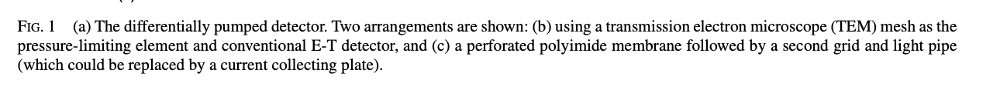 FIG. 1 (a) The differentially pumped detector. Two arrangements are shown: (b) using a transmission electron microscope (TEM) mesh as the
pressure-limiting element and conventional E-T detector, and (c) a perforated polyimide membrane followed by a second grid and light pipe
(which could be replaced by a current collecting plate).